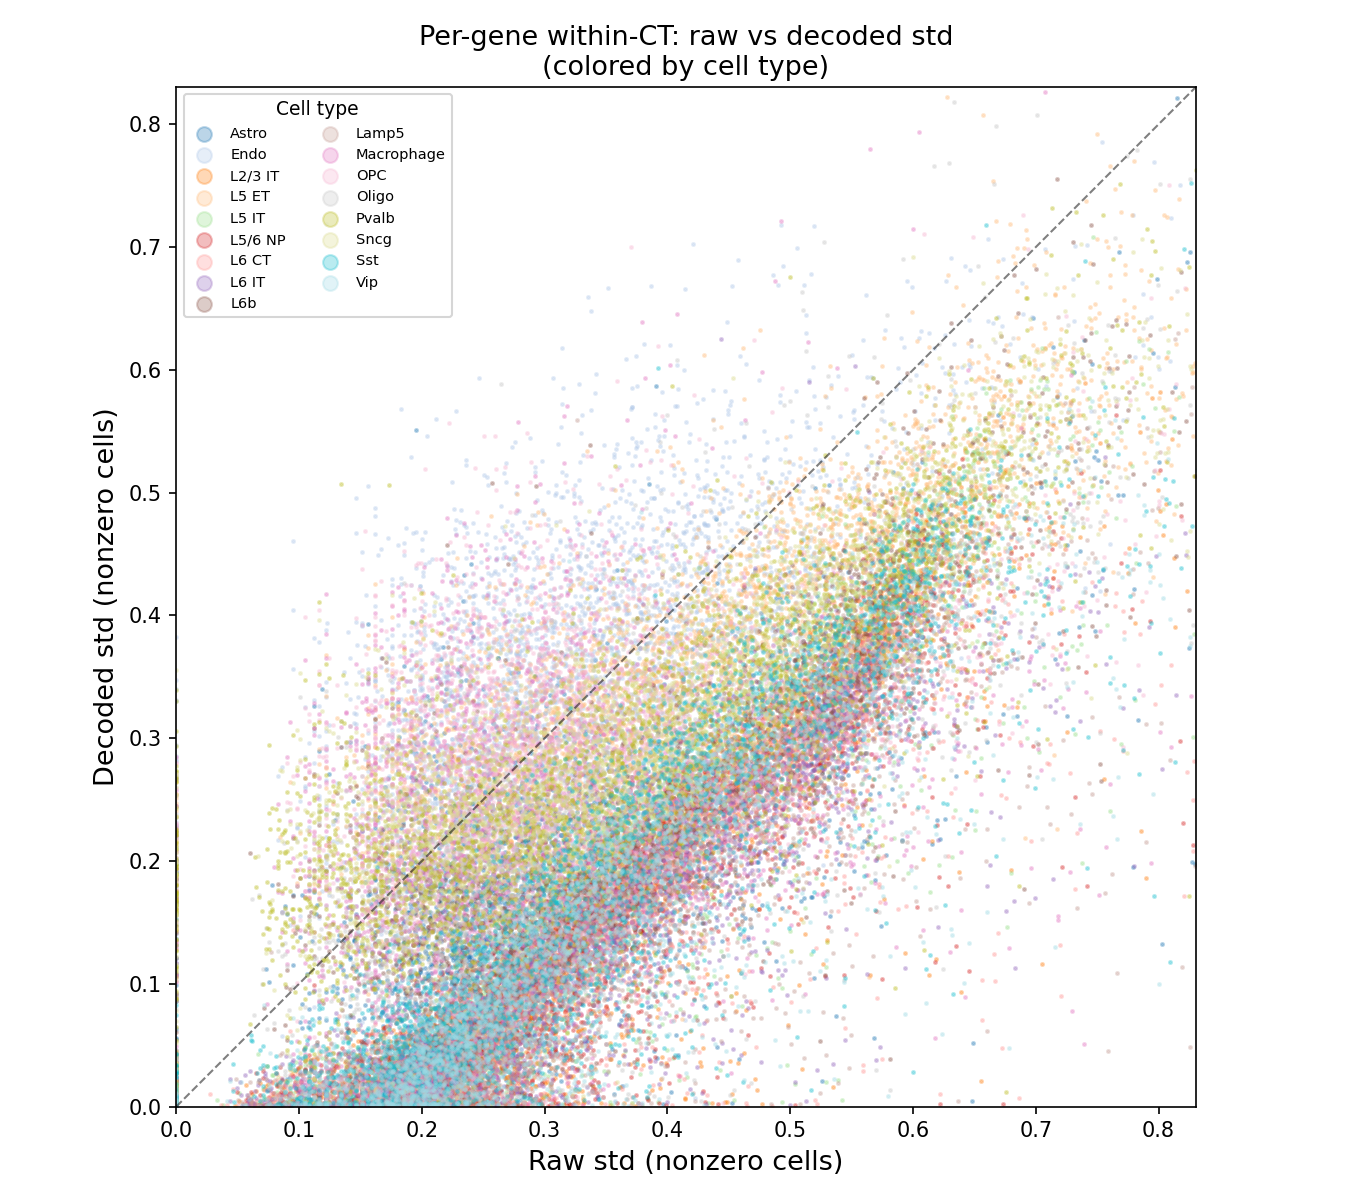 Per-gene within-CT: raw vs decoded std
(colored by cell type)
Cell type
Astro
Endo
L2/3 IT
L5 ET
L5 IT
L5/6 NP
L6 CT
L6 IT
L6b
Lamp5
Macrophage
OPC
Oligo
Pvalb
Sncg
Sst
Vip
Decoded std (nonzero cells)
0.8
0.7
0.6
0.5
0.4
0.3
0.2
0.1
0.0
0.0 0.1 0.2 0.3 0.4 0.5 0.6 0.7 0.8
Raw std (nonzero cells)